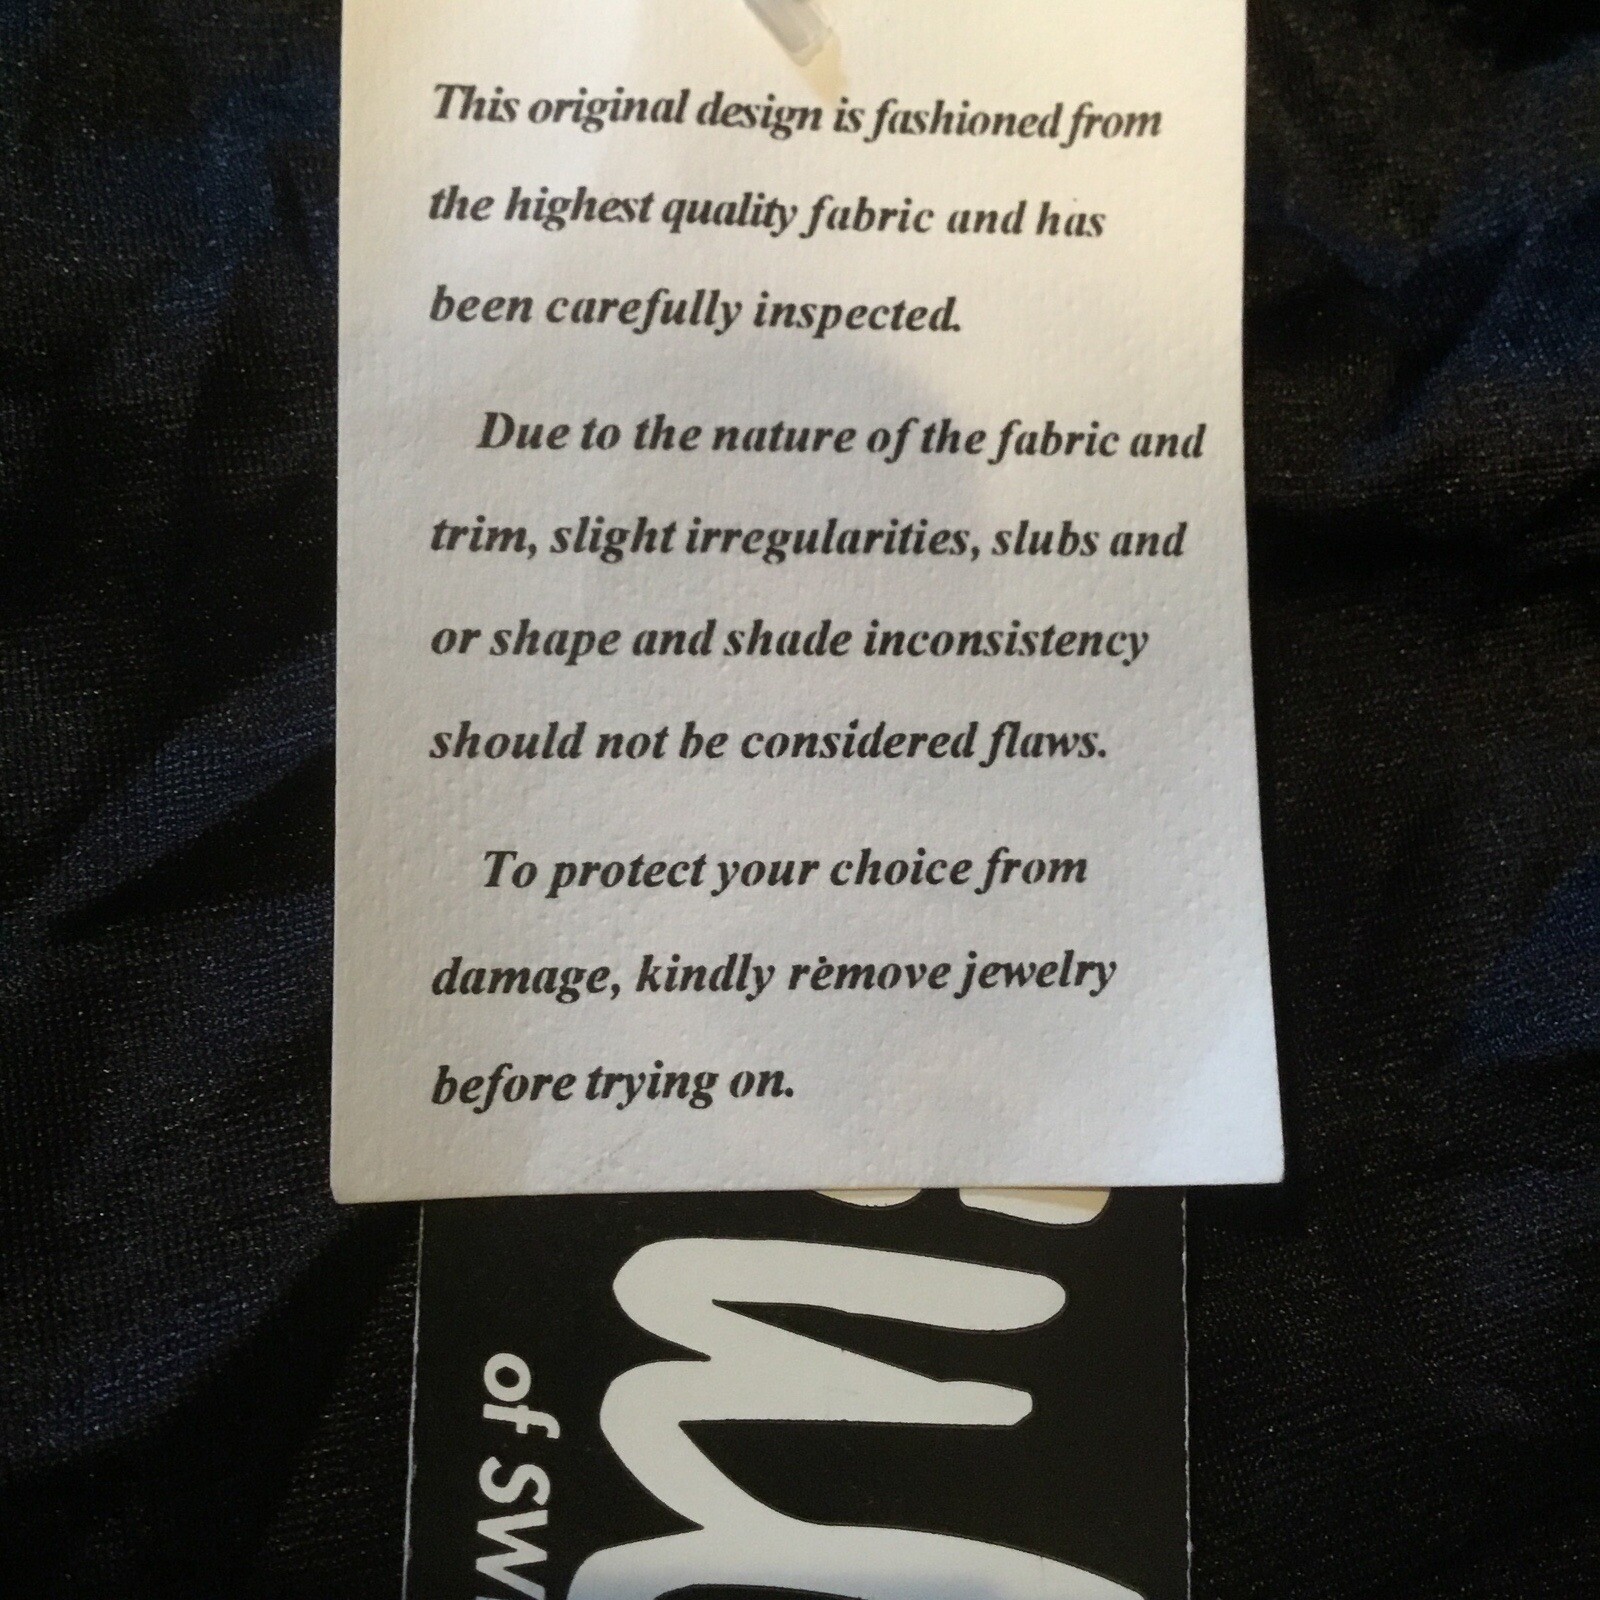 This original design is fashioned from
the highest quality fabric and has
been carefully inspected.
Due to the nature of the fabric and
trim, slight irregularities, slubs and
or shape and shade inconsistency
should not be considered flaws.
To protect your choice from
damage, kindly remove jewelry
before trying on.
of